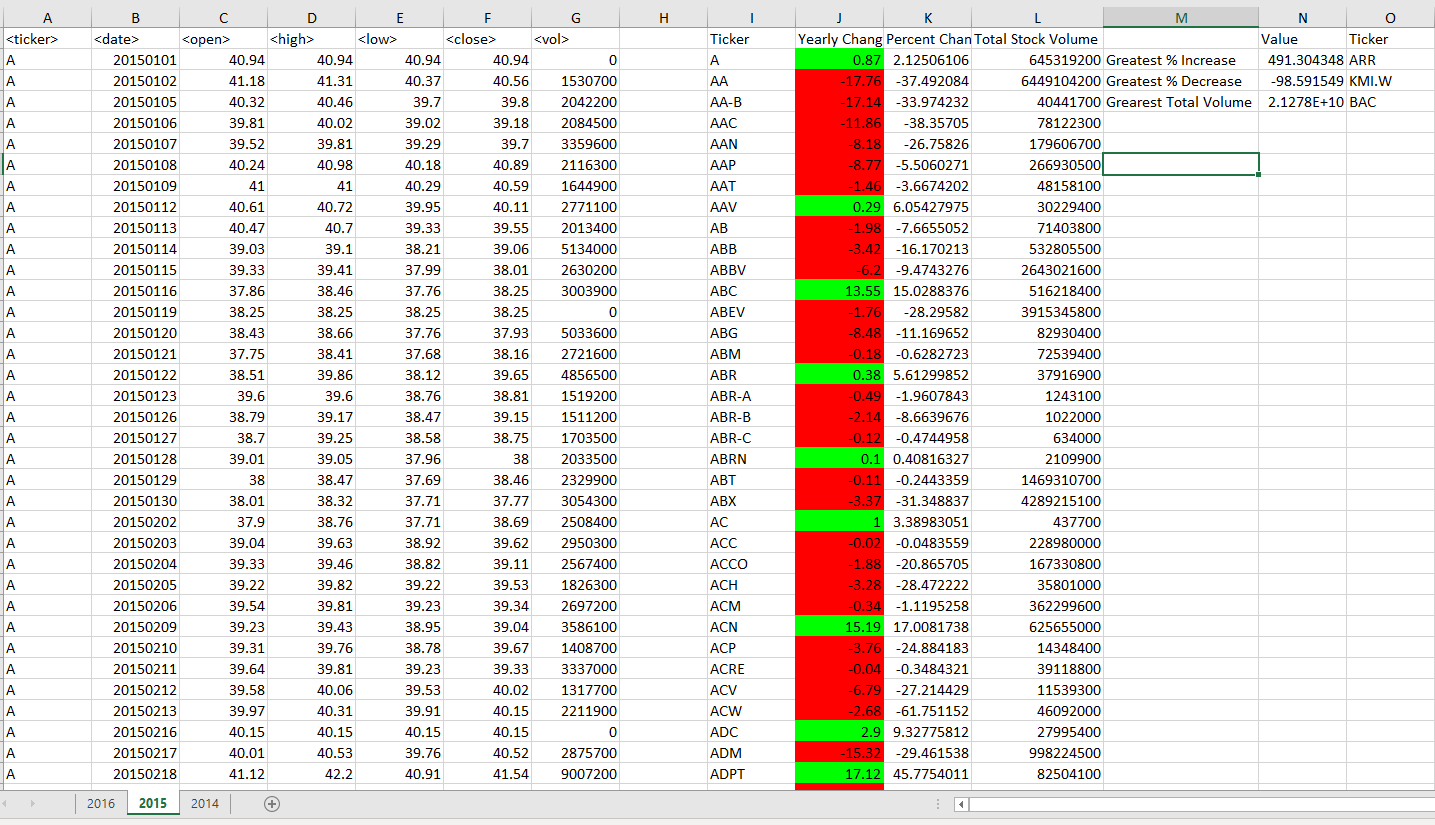 A B C D E F G H I J K L M N O
<ticker> <date> <open> <high> <low> <close> <vol> Ticker Yearly Chang Percent Chan Total Stock Volume Value Ticker
A 20150101 40.94 40.94 40.94 40.94 0 A 0.87 2.12506106 645319200 Greatest % Increase 491.304348 ARR
A 20150102 41.18 41.31 40.37 40.56 1530700 AA -17.76 -37.492084 6449104200 Greatest % Decrease -98.591549 KMI.W
A 20150105 40.32 40.46 39.7 39.8 2042200 AA-B -17.14 -33.974232 40441700 Grearest Total Volume 2.1278E+10 BAC
A 20150106 39.81 40.02 39.02 39.18 2084500 AAC -11.86 -38.35705 78122300
A 20150107 39.52 39.81 39.29 39.7 3359600 AAN -8.18 -26.75826 179606700
A 20150108 40.24 40.98 40.18 40.89 2116300 AAP -8.77 -5.5060271 266930500
A 20150109 41 41 40.29 40.59 1644900 AAT -1.46 -3.6674202 48158100
A 20150112 40.61 40.72 39.95 40.11 2771100 AAV 0.29 6.05427975 30229400
A 20150113 40.47 40.7 39.33 39.55 2013400 AB -1.98 -7.6655052 71403800
A 20150114 39.03 39.1 38.21 39.06 5134000 ABB -3.42 -16.170213 532805500
A 20150115 39.33 39.41 37.99 38.01 2630200 ABBV -6.2 -9.4743276 2643021600
A 20150116 37.86 38.46 37.76 38.25 3003900 ABC 13.55 15.0288376 516218400
A 20150119 38.25 38.25 38.25 38.25 0 ABEV -1.76 -28.29582 3915345800
A 20150120 38.43 38.66 37.76 37.93 5033600 ABG -8.48 -11.169652 82930400
A 20150121 37.75 38.41 37.68 38.16 2721600 ABM -0.18 -0.6282723 72539400
A 20150122 38.51 39.86 38.12 39.65 4856500 ABR 0.38 5.61299852 37916900
A 20150123 39.6 39.6 38.76 38.81 1519200 ABR-A -0.49 -1.9607843 1243100
A 20150126 38.79 39.17 38.47 39.15 1511200 ABR-B -2.14 -8.6639676 1022000
A 20150127 38.7 39.25 38.58 38.75 1703500 ABR-C -0.12 -0.4744958 634000
A 20150128 39.01 39.05 37.96 38 2033500 ABRN 0.1 0.40816327 2109900
A 20150129 38 38.47 37.69 38.46 2329900 ABT -0.11 -0.2443359 1469310700
A 20150130 38.01 38.32 37.71 37.77 3054300 ABX -3.37 -31.348837 4289215100
A 20150202 37.9 38.76 37.71 38.69 2508400 AC 1 3.38983051 437700
A 20150203 39.04 39.63 38.92 39.62 2950300 ACC -0.02 -0.0483559 228980000
A 20150204 39.33 39.46 38.82 39.11 2567400 ACCO -1.88 -20.865705 167330800
A 20150205 39.22 39.82 39.22 39.53 1826300 ACH -3.28 -28.472222 35801000
A 20150206 39.54 39.81 39.23 39.34 2697200 ACM -0.34 -1.1195258 362299600
A 20150209 39.23 39.43 38.95 39.04 3586100 ACN 15.19 17.0081738 625655000
A 20150210 39.31 39.76 38.78 39.67 1408700 ACP -3.76 -24.884183 14348400
A 20150211 39.64 39.81 39.23 39.33 3337000 ACRE -0.04 -0.3484321 39118800
A 20150212 39.58 40.06 39.53 40.02 1317700 ACV -6.79 -27.214429 11539300
A 20150213 39.97 40.31 39.91 40.15 2211900 ACW -2.68 -61.751152 46092000
A 20150216 40.15 40.15 40.15 40.15 0 ADC 2.9 9.32775812 27995400
A 20150217 40.01 40.53 39.76 40.52 2875700 ADM -15.32 -29.461538 998224500
A 20150218 41.12 42.2 40.91 41.54 9007200 ADPT 17.12 45.7754011 82504100
2016 2015 2014